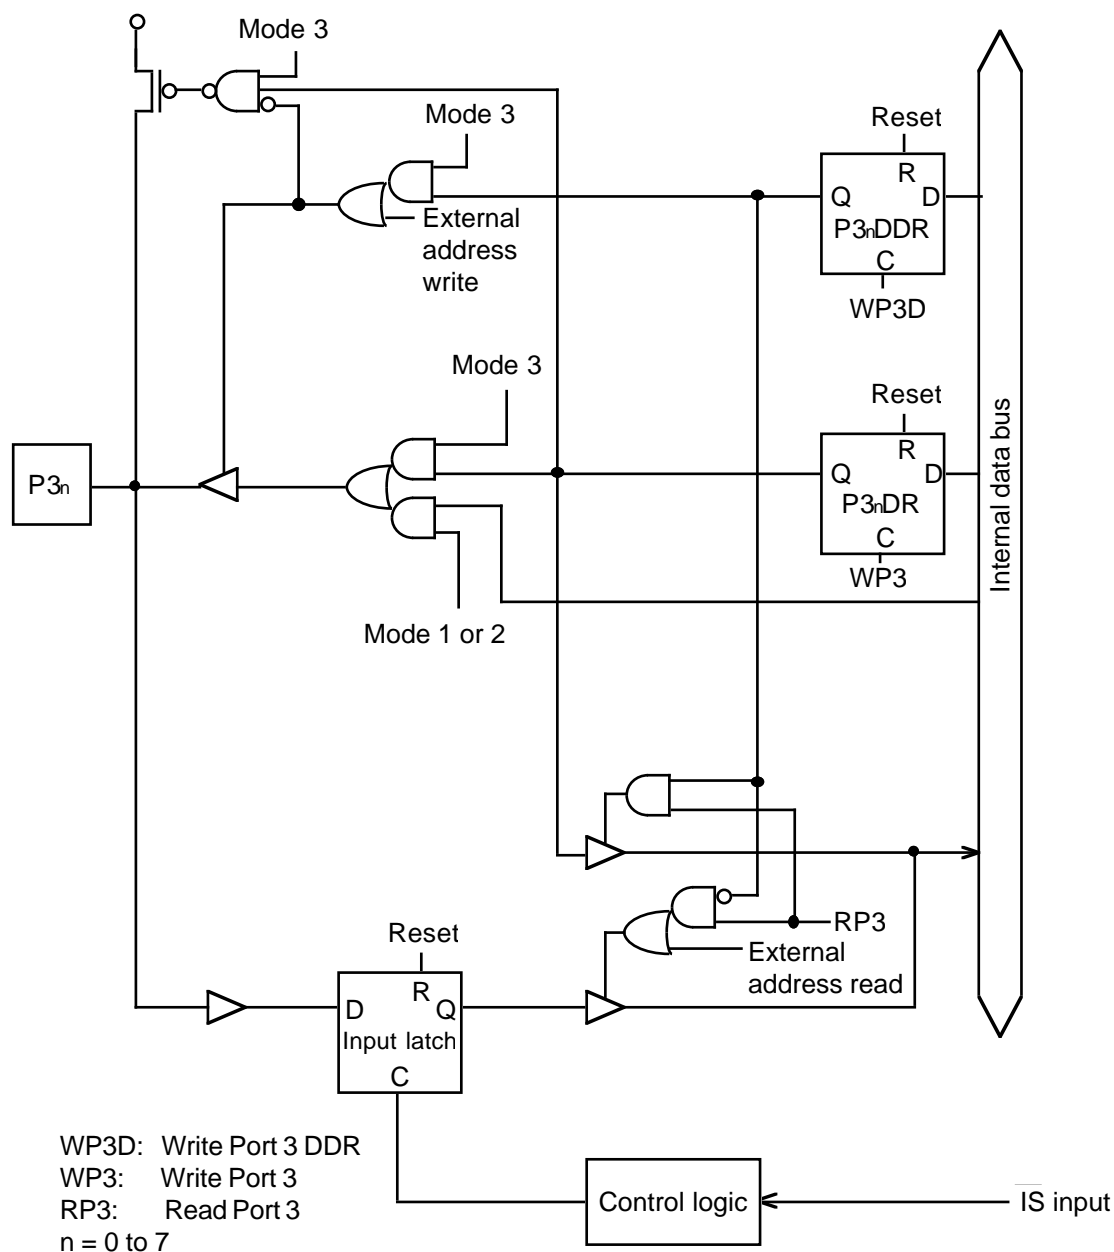 Mode 3
Mode 3
Reset
R
Q
D
P3nDDR
C
WP3D
External
address
write
Mode 3
Reset
R
Q
D
P3nDR
C
WP3
P3n
Internal data bus
Mode 1 or 2
RP3
External
address read
Reset
R
D
Q
Input latch
C
WP3D: Write Port 3 DDR
WP3: Write Port 3
RP3: Read Port 3
n = 0 to 7
Control logic
IS input